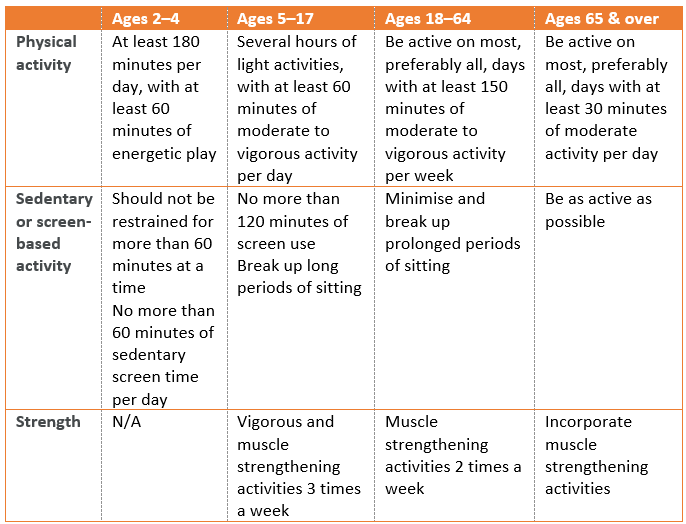 Ages 2–4
Ages 5–17
Ages 18–64
Ages 65 & over
Physical
activity
At least 180
minutes per
day, with at
least 60
minutes of
energetic play
Several hours of
light activities,
with at least 60
minutes of
moderate to
vigorous activity
per day
Be active on most,
preferably all, days
with at least 150
minutes of
moderate to
vigorous activity
per week
Be active on
most, preferably
all, days with at
least 30 minutes
of moderate
activity per day
Sedentary
or screen-
based
activity
Should not be
restrained for
more than 60
minutes at a
time
No more than
60 minutes of
sedentary
screen time
per day
No more than
120 minutes of
screen use
Break up long
periods of sitting
Minimise and
break up
prolonged periods
of sitting
Be as active as
possible
Strength
N/A
Vigorous and
muscle
strengthening
activities 3 times
a week
Muscle
strengthening
activities 2 times a
week
Incorporate
muscle
strengthening
activities